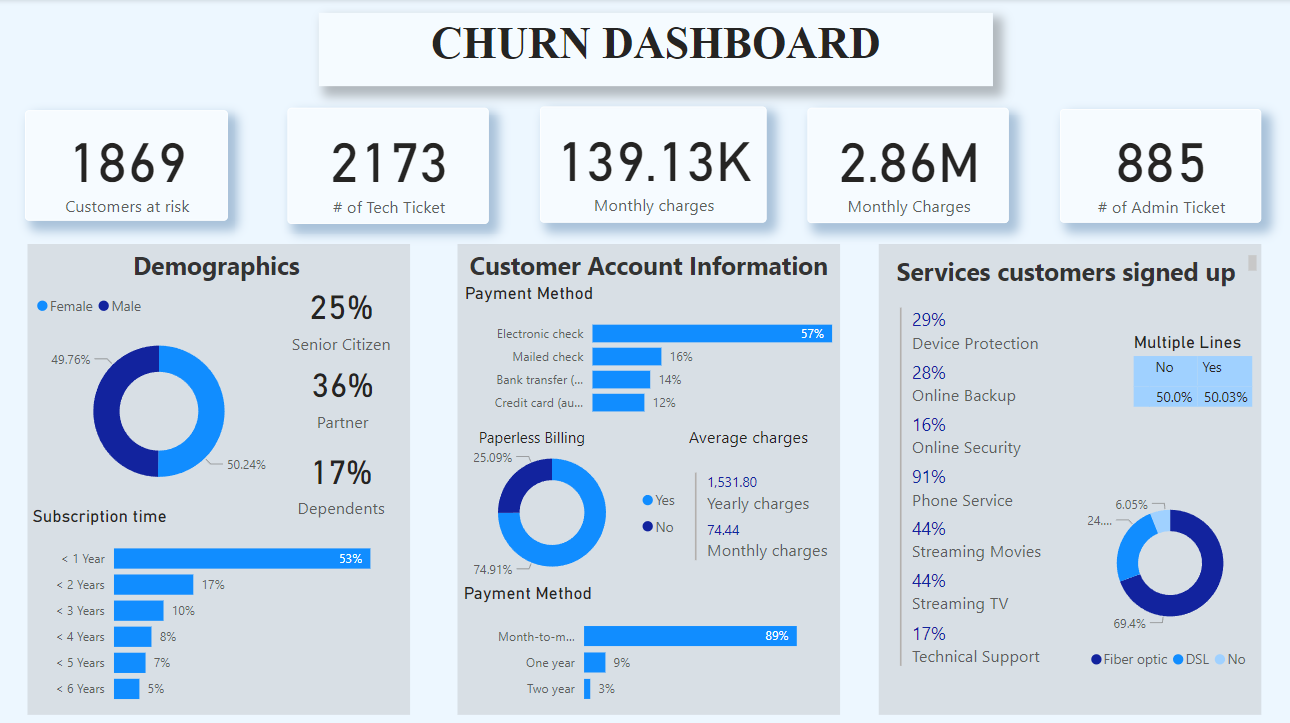 CHURN DASHBOARD
1869
Customers at risk
2173
# of Tech Ticket
139.13K
Monthly charges
2.86M
Monthly Charges
885
# of Admin Ticket
Demographics
Female Male
49.76%
50.24%
25%
Senior Citizen
36%
Partner
17%
Dependents
Subscription time
< 1 Year 53%
< 2 Years 17%
< 3 Years 10%
< 4 Years 8%
< 5 Years 7%
< 6 Years 5%
Customer Account Information
Payment Method
Electronic check 57%
Mailed check 16%
Bank transfer (... 14%
Credit card (au... 12%
Paperless Billing
25.09%
74.91%
Yes
No
Average charges
1,531.80
Yearly charges
74.44
Monthly charges
Payment Method
Month-to-m... 89%
One year 9%
Two year 3%
Services customers signed up
29%
Device Protection
28%
Online Backup
16%
Online Security
91%
Phone Service
44%
Streaming Movies
44%
Streaming TV
17%
Technical Support
Multiple Lines
No Yes
50.0% 50.03%
6.05%
24....
69.4%
Fiber optic DSL No